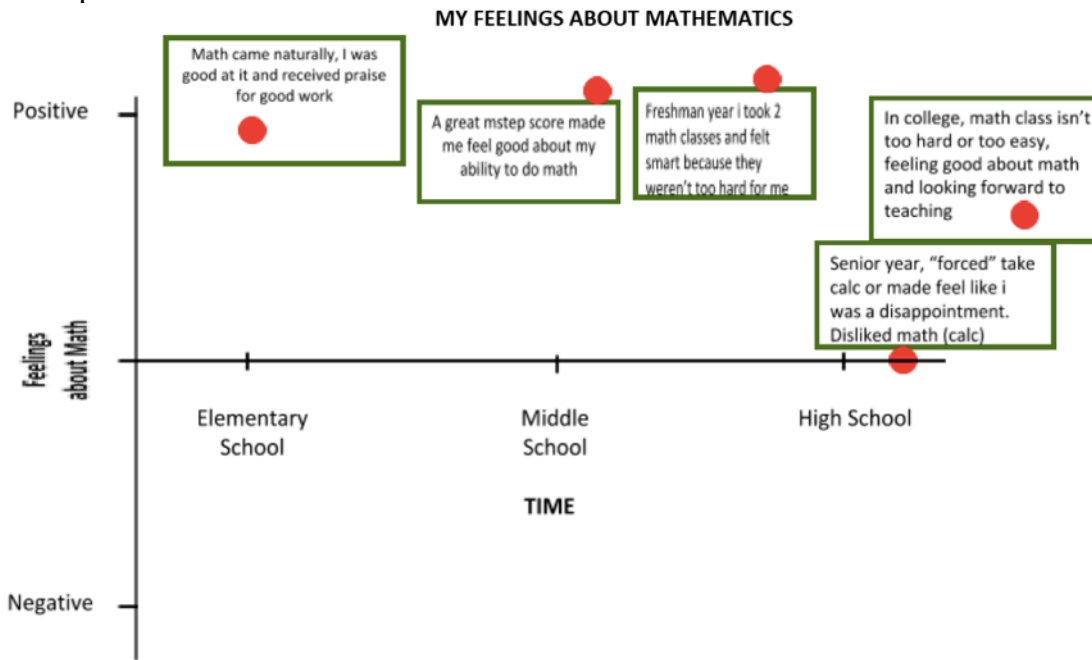 MY FEELINGS ABOUT MATHEMATICS
Math came naturally, I was
good at it and received praise
for good work
Positive
A great mstep score made
me feel good about my
ability to do math
Freshman year i took 2
math classes and felt
smart because they
weren't too hard for me
In college, math class isn't
too hard or too easy,
feeling good about math
and looking forward to
teaching
Senior year, “forced” take
calc or made feel like i
was a disappointment.
Disliked math (calc)
Feelings
about Math
Elementary
School
Middle
School
High School
TIME
Negative